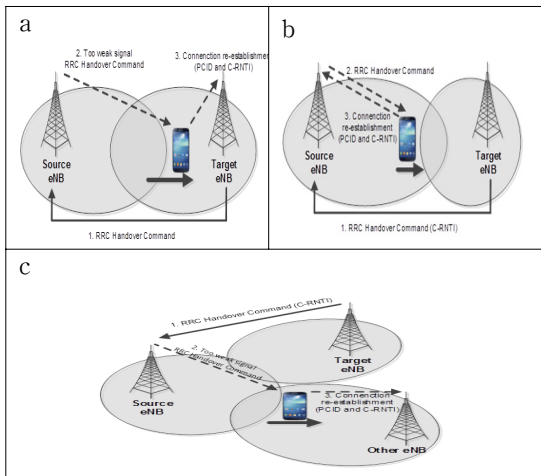 a
2. Too weak signal
RRC Handover Command
3. Connenction re-establishment
(PCID and C-RNTI)
Source
eNB
Target
eNB
1. RRC Handover Command
b
2. RRC Handover Command
3. Connenction
re-establishment
(PCID and C-RNTI)
Source
eNB
Target
eNB
1. RRC Handover Command (C-RNTI)
c
1. RRC Handover Command (C-RNTI)
2. Too weak signal
RRC Handover Command
Target
eNB
Source
eNB
3. Connenction
re-establishment
(PCID and C-RNTI)
Other eNB